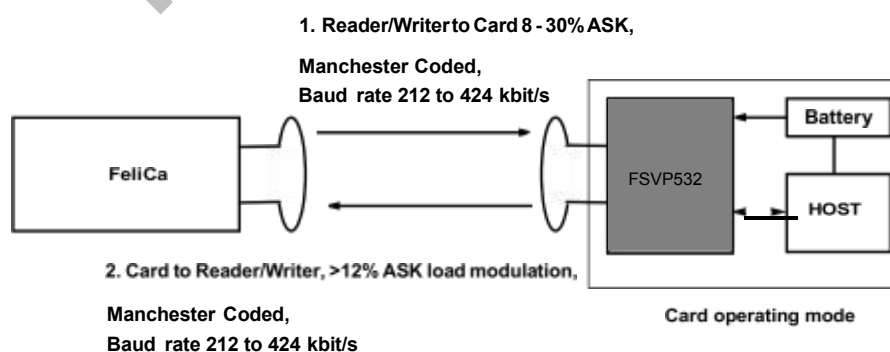 1. Reader/Writer to Card 8 - 30% ASK,
Manchester Coded,
Baud rate 212 to 424 kbit/s
Battery
FeliCa
FSVP532
HOST
2. Card to Reader/Writer, >12% ASK load modulation,
Manchester Coded,
Baud rate 212 to 424 kbit/s
Card operating mode